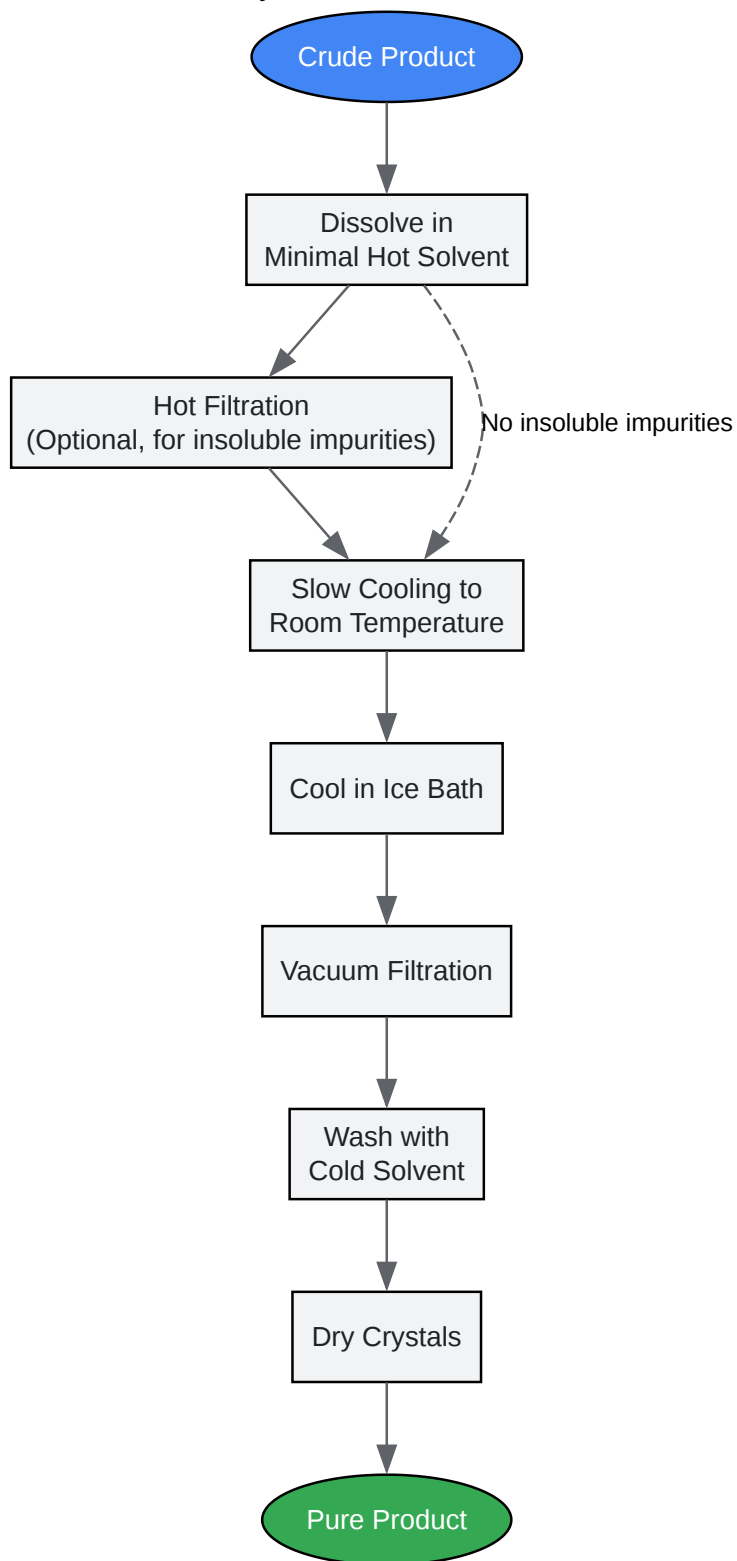 Crude Product
Dissolve in
Minimal Hot Solvent
Hot Filtration
(Optional, for insoluble impurities)
No insoluble impurities
Slow Cooling to
Room Temperature
Cool in Ice Bath
Vacuum Filtration
Wash with
Cold Solvent
Dry Crystals
Pure Product